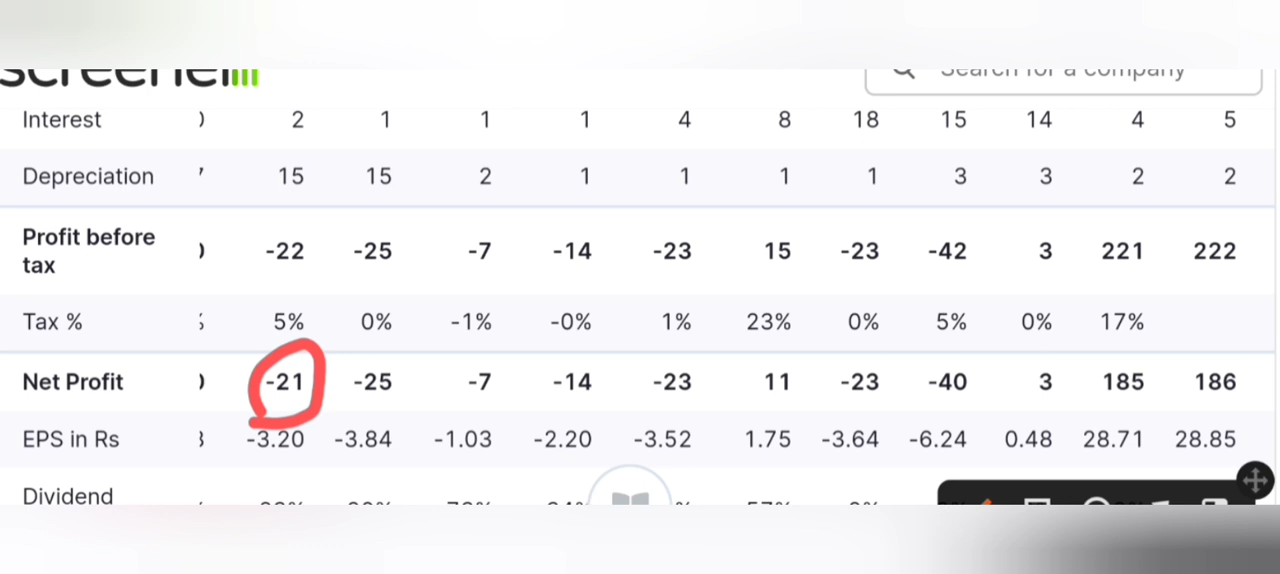 screener
Search for a company
Interest 2 1 1 1 4 8 18 15 14 4 5
Depreciation 15 15 2 1 1 1 1 3 3 2 2
Profit before tax -22 -25 -7 -14 -23 15 -23 -42 3 221 222
Tax % 5% 0% -1% -0% 1% 23% 0% 5% 0% 17%
Net Profit -21 -25 -7 -14 -23 11 -23 -40 3 185 186
EPS in Rs -3.20 -3.84 -1.03 -2.20 -3.52 1.75 -3.64 -6.24 0.48 28.71 28.85
Dividend